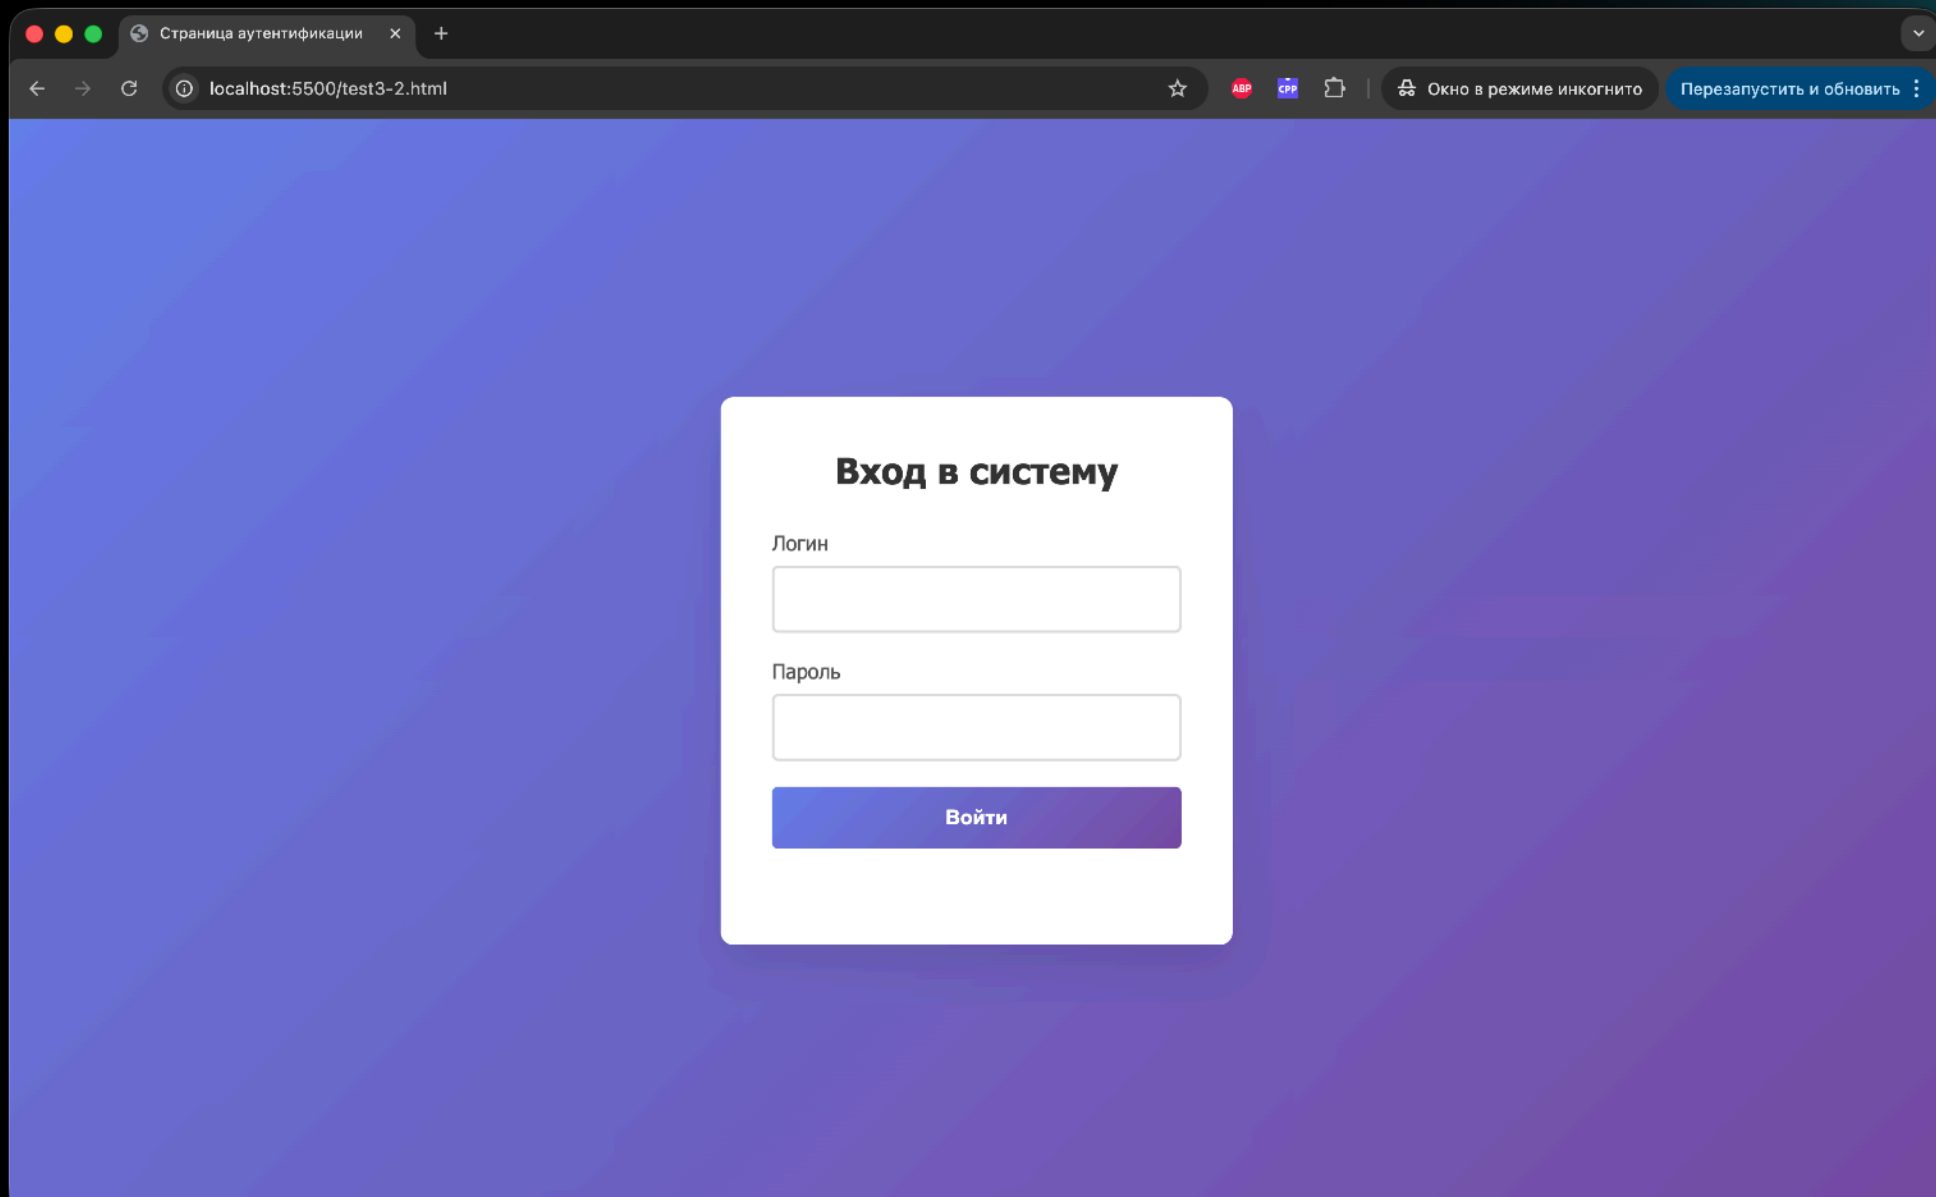 Страница аутентификации
localhost:5500/test3-2.html
ABP
CPP
Окно в режиме инкогнито
Перезапустить и обновить
Вход в систему
Логин
Пароль
Войти